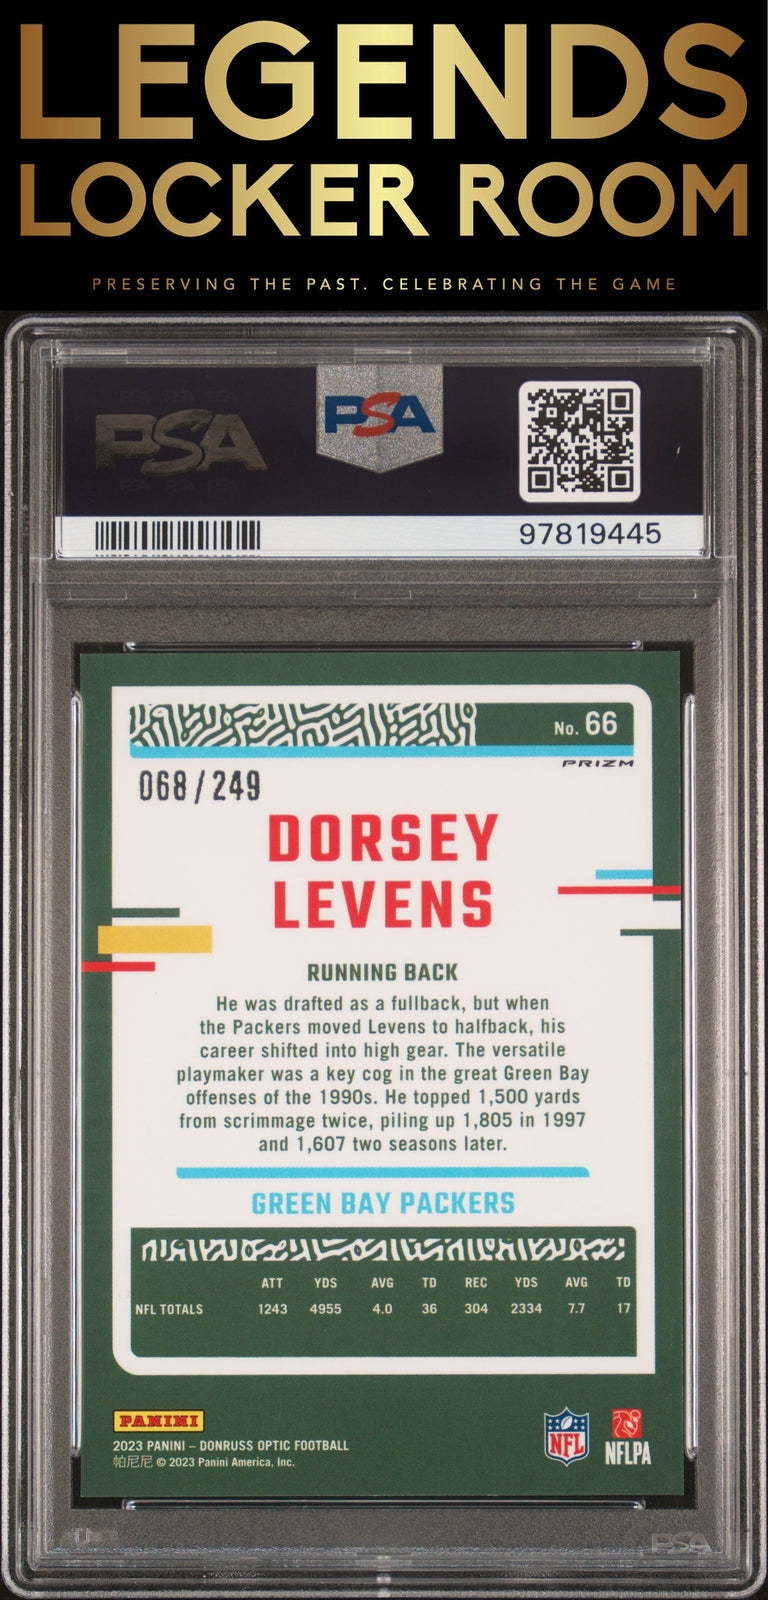 LEGENDS
LOCKER ROOM
PRESERVING THE PAST. CELEBRATING THE GAME
PSA
PSA
97819445
No. 66
PRIZM
068/249
DORSEY
LEVENS
RUNNING BACK
He was drafted as a fullback, but when
the Packers moved Levens to halfback, his
career shifted into high gear. The versatile
playmaker was a key cog in the great Green Bay
offenses of the 1990s. He topped 1,500 yards
from scrimmage twice, piling up 1,805 in 1997
and 1,607 two seasons later.
GREEN BAY PACKERS
ATT YDS AVG TD REC YDS AVG TD
NFL TOTALS 1243 4955 4.0 36 304 2334 7.7 17
PANINI
2023 PANINI – DONRUSS OPTIC FOOTBALL
帕尼尼 © 2023 Panini America, Inc.
NFL
NFLPA
PSA